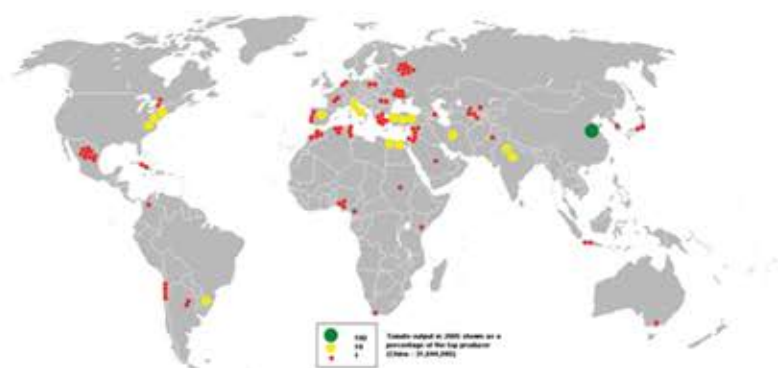 100
10
1
Tomato output in 2005 shown as a
percentage of the top producer
(China - 31,644,040)